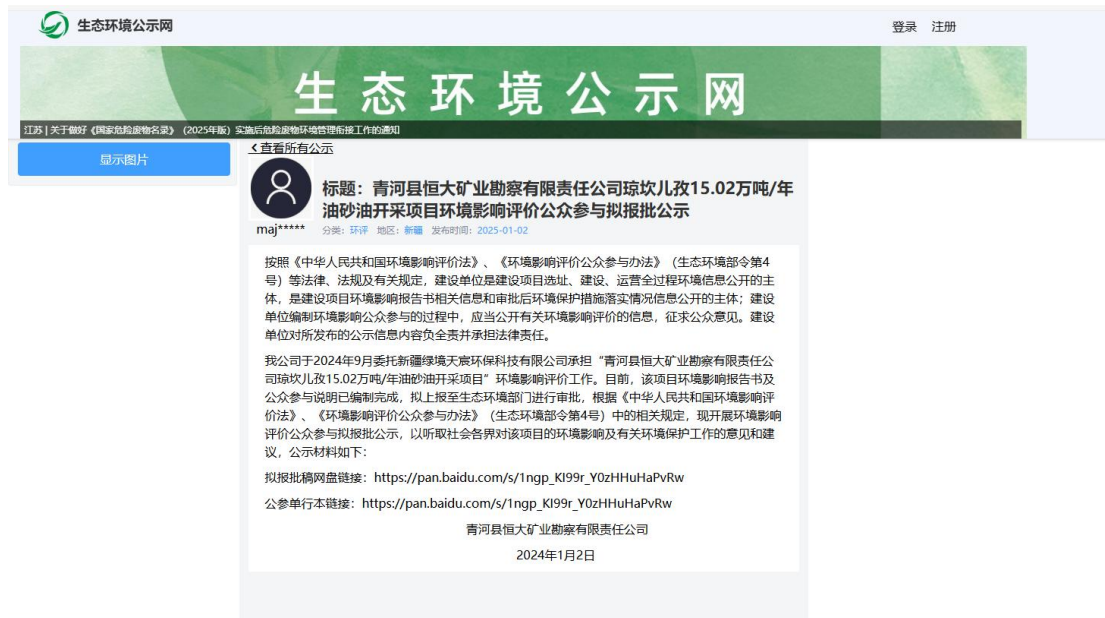 生态环境公示网
登录 注册
生态环境公示网
江苏 | 关于做好《国家危险废物名录》（2025年版）实施后危险废物环境管理衔接工作的通知
显示图片
<查看所有公示
标题：青河县恒大矿业勘察有限责任公司琼坎儿孜15.02万吨/年
油砂油开采项目环境影响评价公众参与拟报批公示
maj*****
分类：环评 地区：新疆 发布时间：2025-01-02
按照《中华人民共和国环境影响评价法》、《环境影响评价公众参与办法》（生态环境部令第4
号）等法律、法规及有关规定，建设单位是建设项目选址、建设、运营全过程环境信息公开的主
体，是建设项目环境影响报告书相关信息和审批后环境保护措施落实情况信息公开的主体；建设
单位编制环境影响公众参与的过程中，应当公开有关环境影响评价的信息，征求公众意见。建设
单位对所发布的公示信息内容负全责并承担法律责任。
我公司于2024年9月委托新疆绿境天宸环保科技有限公司承担“青河县恒大矿业勘察有限责任公
司琼坎儿孜15.02万吨/年油砂油开采项目”环境影响评价工作。目前，该项目环境影响报告书及
公众参与说明已编制完成，拟上报至生态环境部门进行审批，根据《中华人民共和国环境影响评
价法》、《环境影响评价公众参与办法》（生态环境部令第4号）中的相关规定，现开展环境影响
评价公众参与拟报批公示，以听取社会各界对该项目的环境影响及有关环境保护工作的意见和建
议，公示材料如下：
拟报批稿网盘链接：https://pan.baidu.com/s/1ngp_KI99r_Y0zHHuHaPvRw
公参单行本链接：https://pan.baidu.com/s/1ngp_KI99r_Y0zHHuHaPvRw
青河县恒大矿业勘察有限责任公司
2024年1月2日